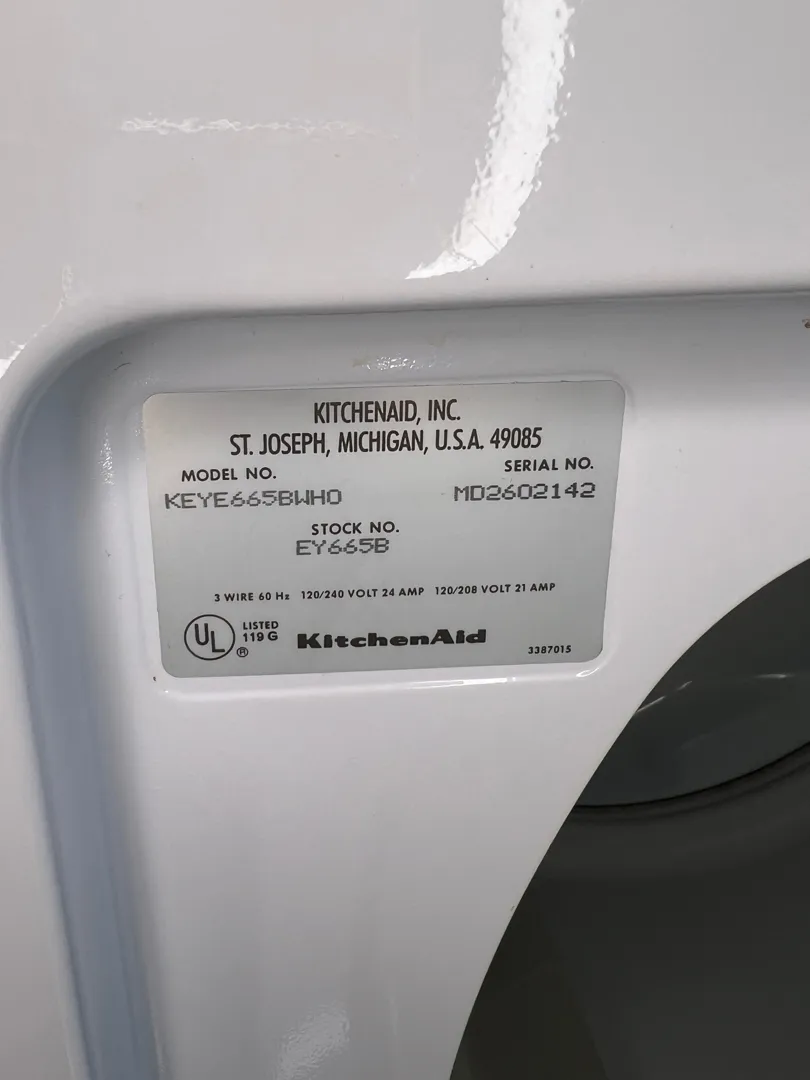 KITCHENAID, INC.
ST. JOSEPH, MICHIGAN, U.S.A. 49085
MODEL NO. SERIAL NO.
KEYE665BWH0 MD2602142
STOCK NO.
EY665B
3 WIRE 60 Hz 120/240 VOLT 24 AMP 120/208 VOLT 21 AMP
UL ® LISTED
119 G
KitchenAid
3387015